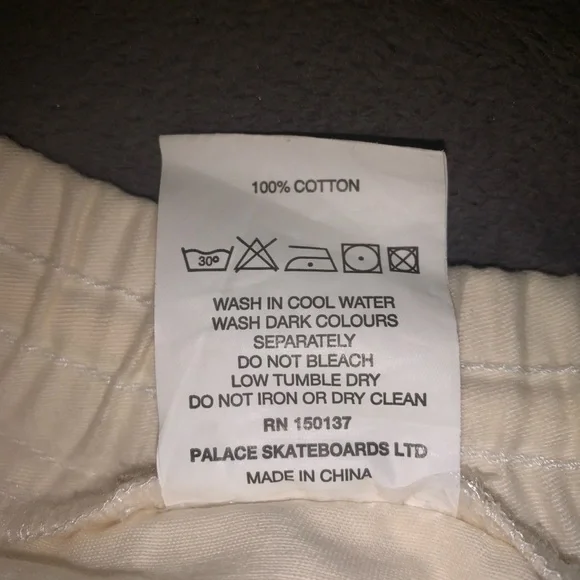 100% COTTON
30°
WASH IN COOL WATER
WASH DARK COLOURS
SEPARATELY
DO NOT BLEACH
LOW TUMBLE DRY
DO NOT IRON OR DRY CLEAN
RN 150137
PALACE SKATEBOARDS LTD
MADE IN CHINA